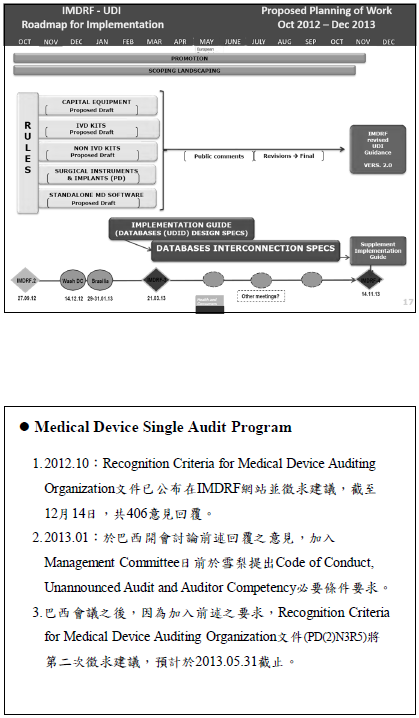 IMDRF - UDI
Roadmap for Implementation
Proposed Planning of Work
Oct 2012 – Dec 2013
OCT NOV DEC JAN FEB MAR APR MAY JUNE JULY AUG SEP OCT NOV DEC
PROMOTION
SCOPING LANDSCAPING
RULES
CAPITAL EQUIPMENT
Proposed Draft
IVD KITS
Proposed Draft
NON IVD KITS
Proposed Draft
SURGICAL INSTRUMENTS
& IMPLANTS (PD)
STANDALONE MD SOFTWARE
Proposed Draft
Public comments
Revisions → Final
IMDRF
revised
UDI
Guidance
VERS. 2.0
IMPLEMENTATION GUIDE
(DATABASES (UDID) DESIGN SPECS)
DATABASES INTERCONNECTION SPECS
Supplement
Implementation
Guide
IMDRF-2
Wash DC
Brasilia
27.09.12
14.12.12
29-31.01.13
21.03.13
Other meetings?
14.11.13
17
● Medical Device Single Audit Program
1. 2012.10：Recognition Criteria for Medical Device Auditing
Organization文件已公布在IMDRF網站並徵求建議，截至
12月14日，共406意見回覆。
2. 2013.01：於巴西開會討論前述回覆之意見，加入
Management Committee日前於雪梨提出Code of Conduct,
Unannounced Audit and Auditor Competency必要條件要求。
3. 巴西會議之後，因為加入前述之要求，Recognition Criteria
for Medical Device Auditing Organization文件(PD(2)N3R5)將
第二次徵求建議，預計於2013.05.31截止。